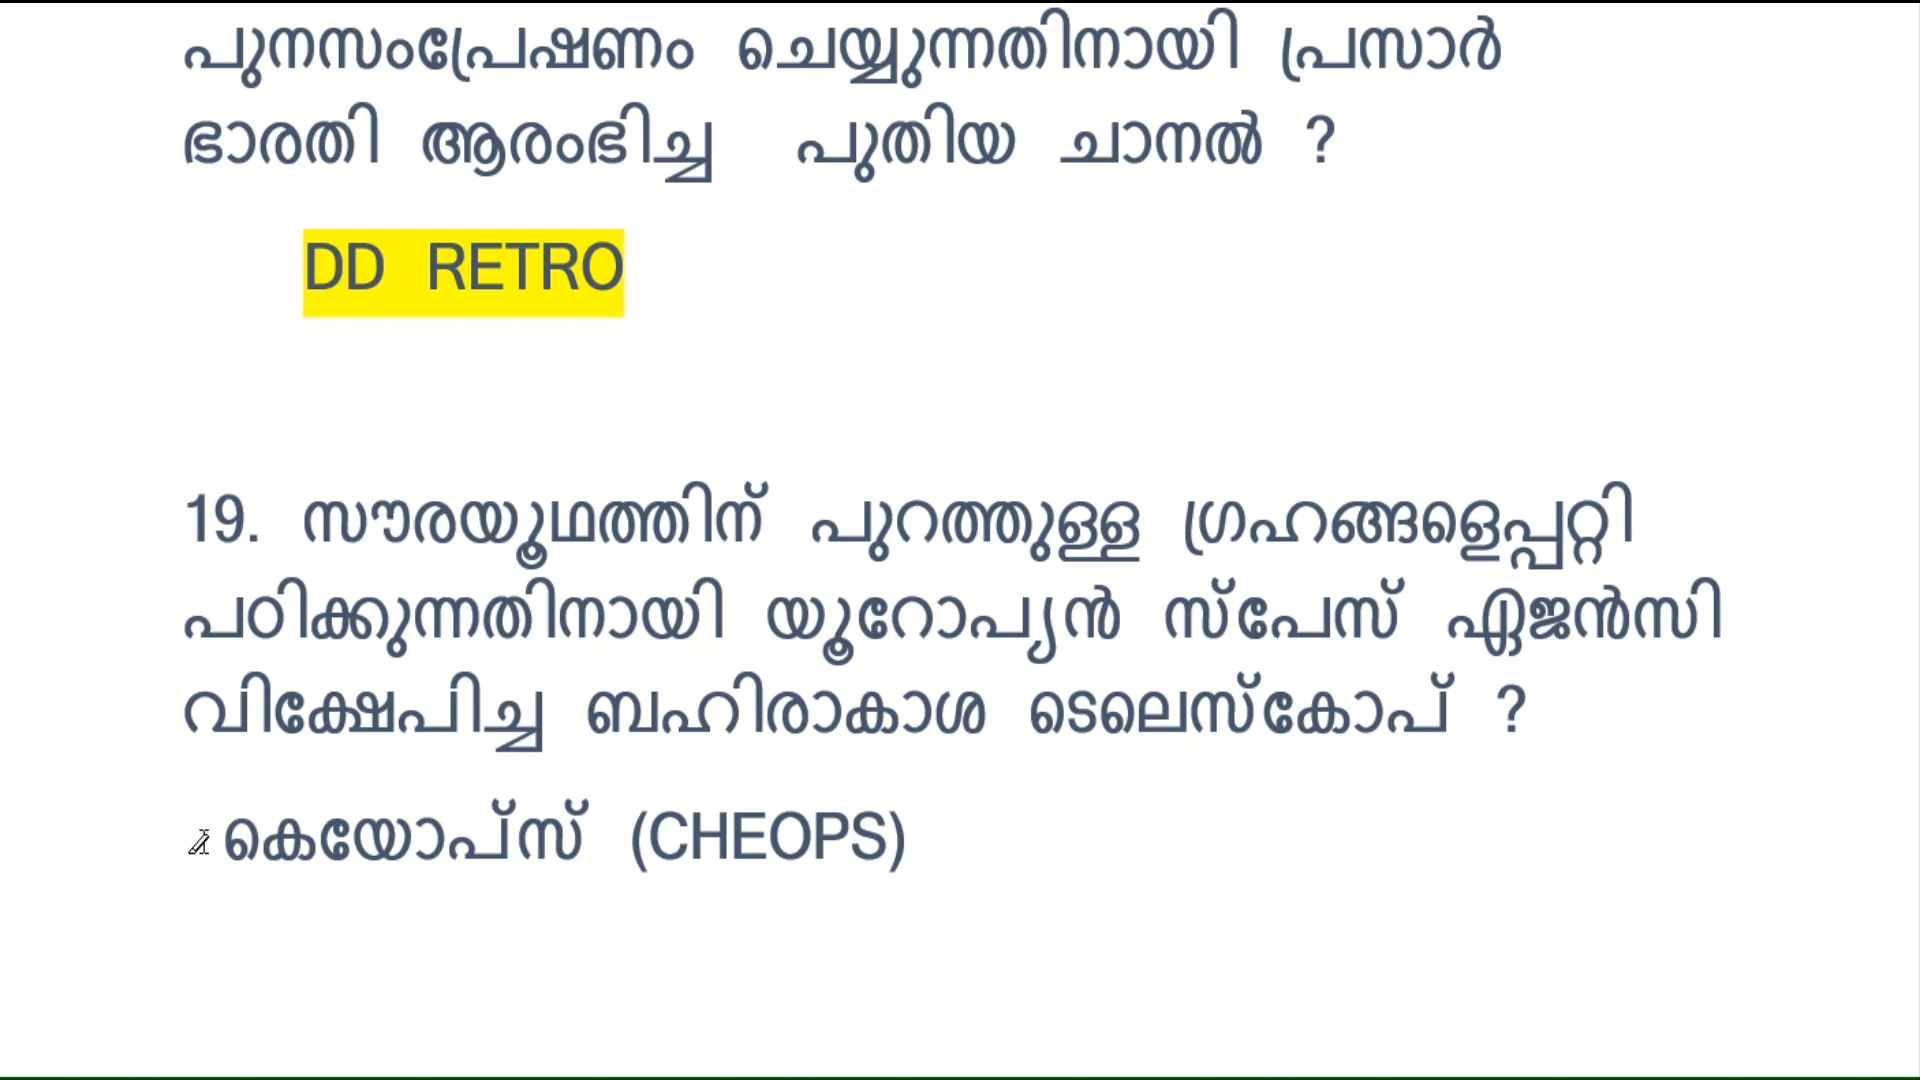 പുനസംപ്രേഷണം ചെയ്യുന്നതിനായി പ്രസാർ
ഭാരതി ആരംഭിച്ച പുതിയ ചാനൽ ?
DD RETRO
19. സൗരയൂഥത്തിന് പുറത്തുള്ള ഗ്രഹങ്ങളെപ്പറ്റി
പഠിക്കുന്നതിനായി യൂറോപ്യൻ സ്പേസ് ഏജൻസി
വിക്ഷേപിച്ച ബഹിരാകാശ ടെലെസ്കോപ് ?
കെയോപ്സ് (CHEOPS)